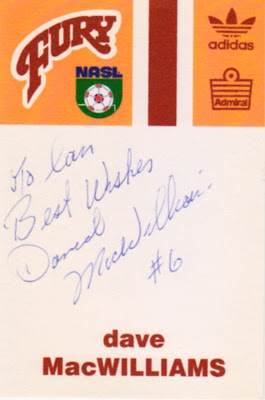 FURY
NASL
adidas
Admiral
To Ian
Best Wishes
David
MacWilliams
#6
dave
MacWILLIAMS